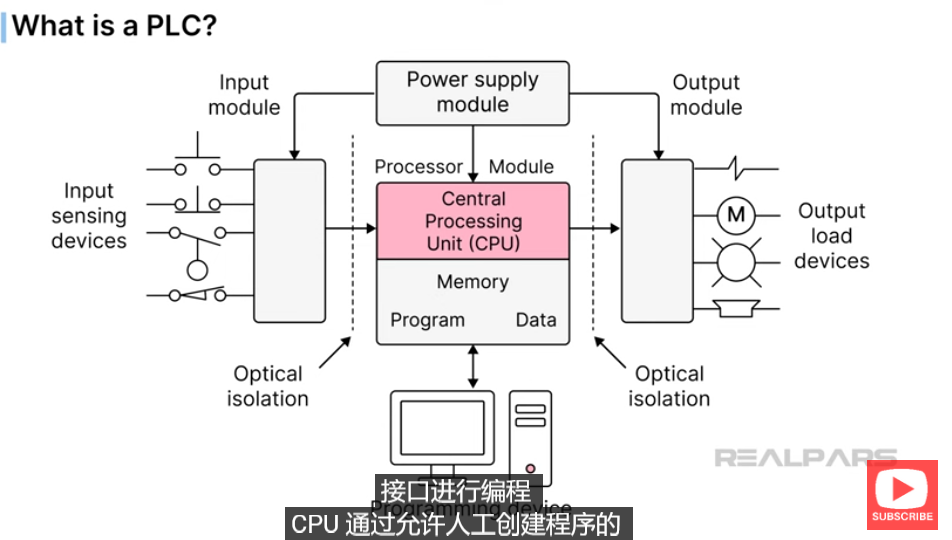 What is a PLC?
Input
module
Power supply
module
Output
module
Processor Module
Input
sensing
devices
Central
Processing
Unit (CPU)
M
Output
load
devices
Memory
Program Data
Optical
isolation
Optical
isolation
REALPARS
Programming device
接口进行编程
CPU 通过允许人工创建程序的
SUBSCRIBE